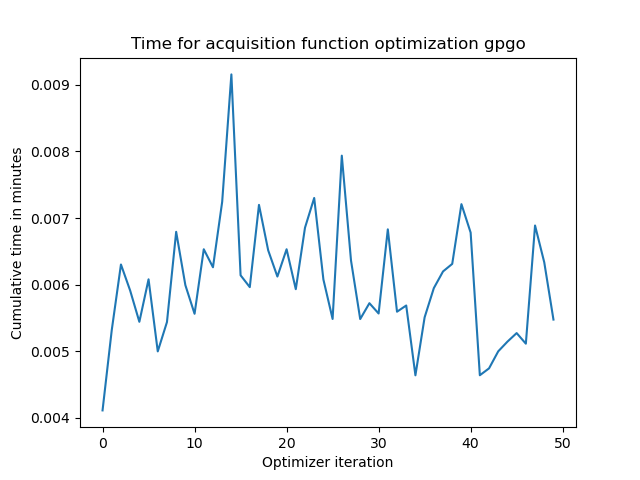 Time for acquisition function optimization gpgo
Cumulative time in minutes
0.009
0.008
0.007
0.006
0.005
0.004
0 10 20 30 40 50
Optimizer iteration